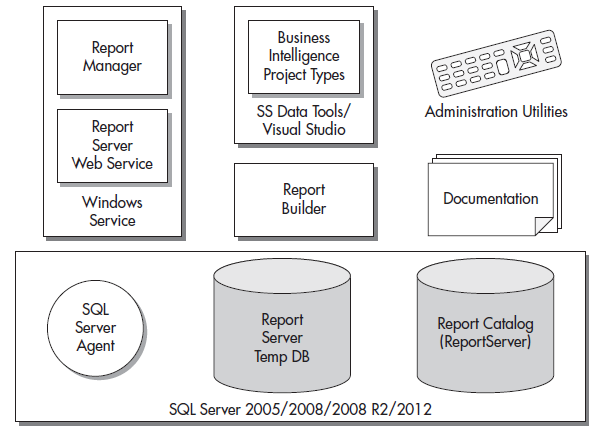 Report
Manager
Report
Server
Web Service
Windows
Service
Business
Intelligence
Project Types
SS Data Tools/
Visual Studio
Report
Builder
Administration Utilities
Documentation
SQL
Server
Agent
Report
Server
Temp DB
Report Catalog
(ReportServer)
SQL Server 2005/2008/2008 R2/2012